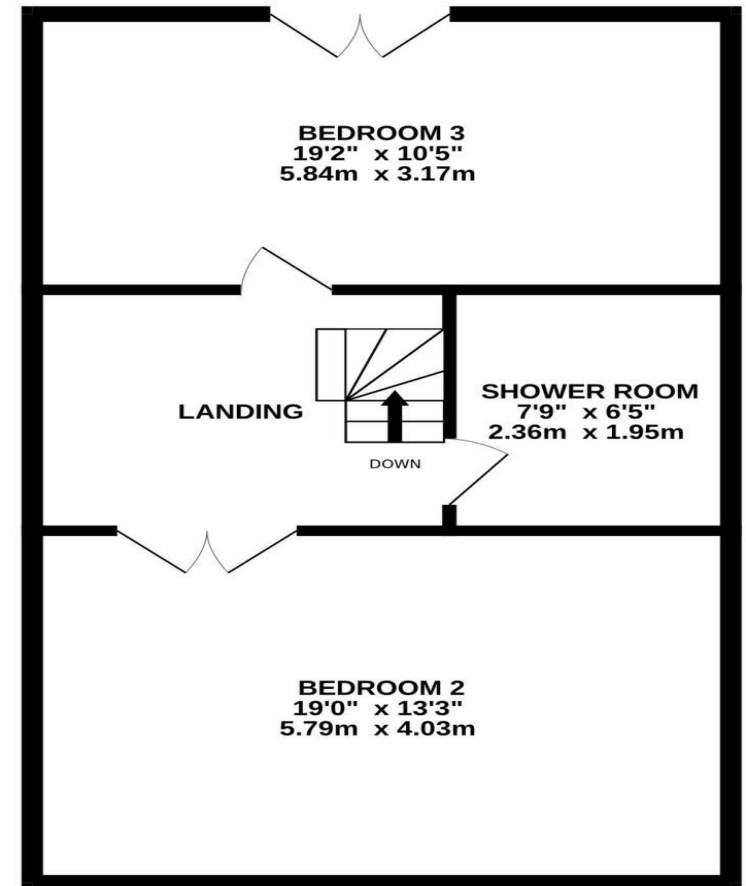 BEDROOM 3
19'2" x 10'5"
5.84m x 3.17m
LANDING
SHOWER ROOM
7'9" x 6'5"
2.36m x 1.95m
DOWN
BEDROOM 2
19'0" x 13'3"
5.79m x 4.03m